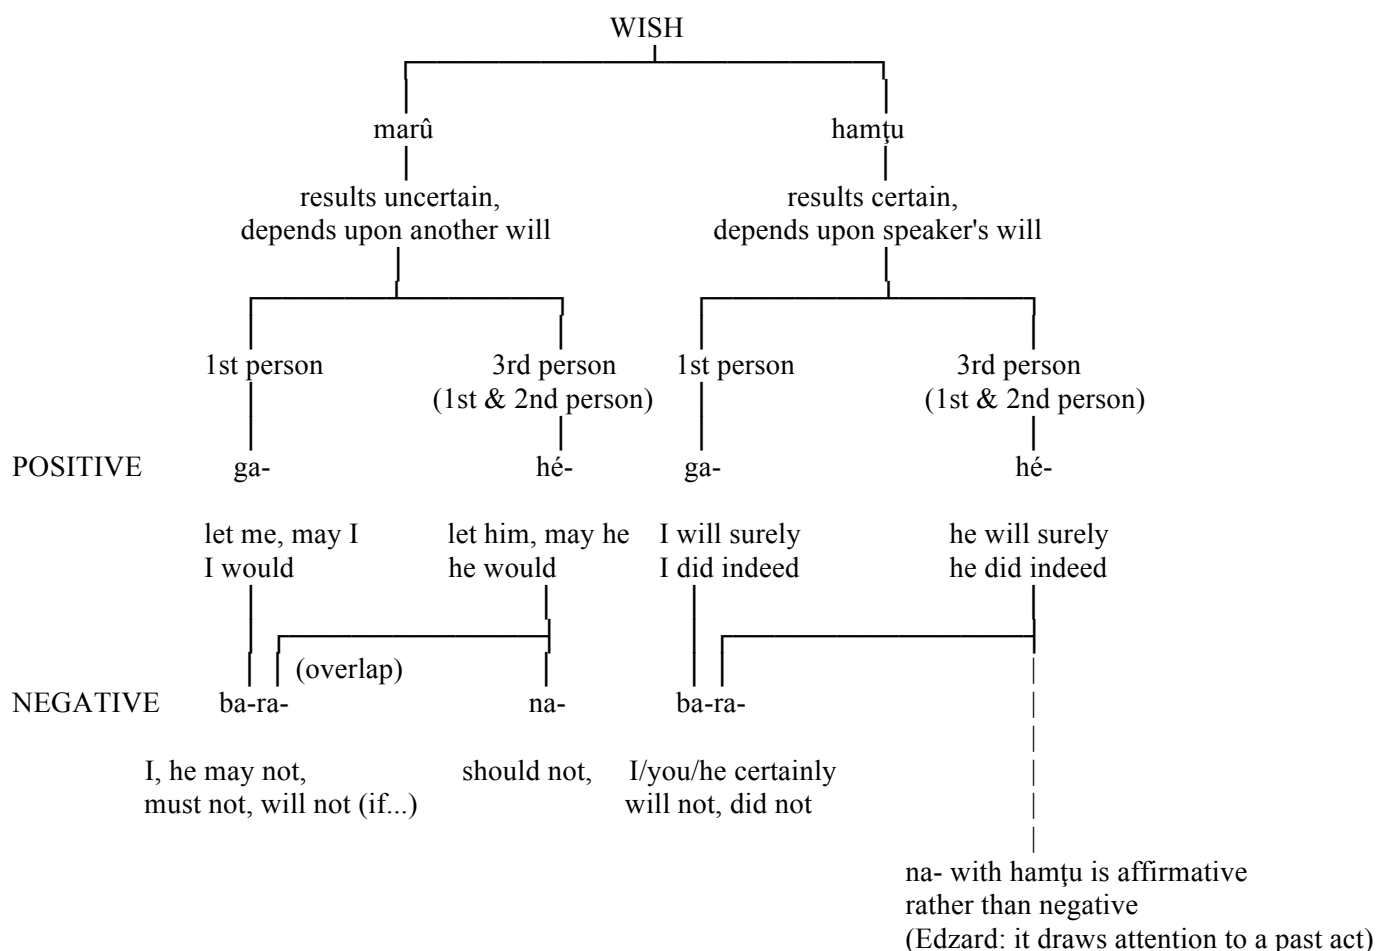 WISH
marû hamţu
results uncertain, results certain,
depends upon another will depends upon speaker's will
1st person 3rd person 1st person 3rd person
(1st & 2nd person) (1st & 2nd person)
POSITIVE ga- hé- ga- hé-
let me, may I let him, may he I will surely he will surely
I would he would I did indeed he did indeed
(overlap)
NEGATIVE ba-ra- na- ba-ra-
I, he may not, should not, I/you/he certainly
must not, will not (if...) will not, did not
na- with hamţu is affirmative
rather than negative
(Edzard: it draws attention to a past act)